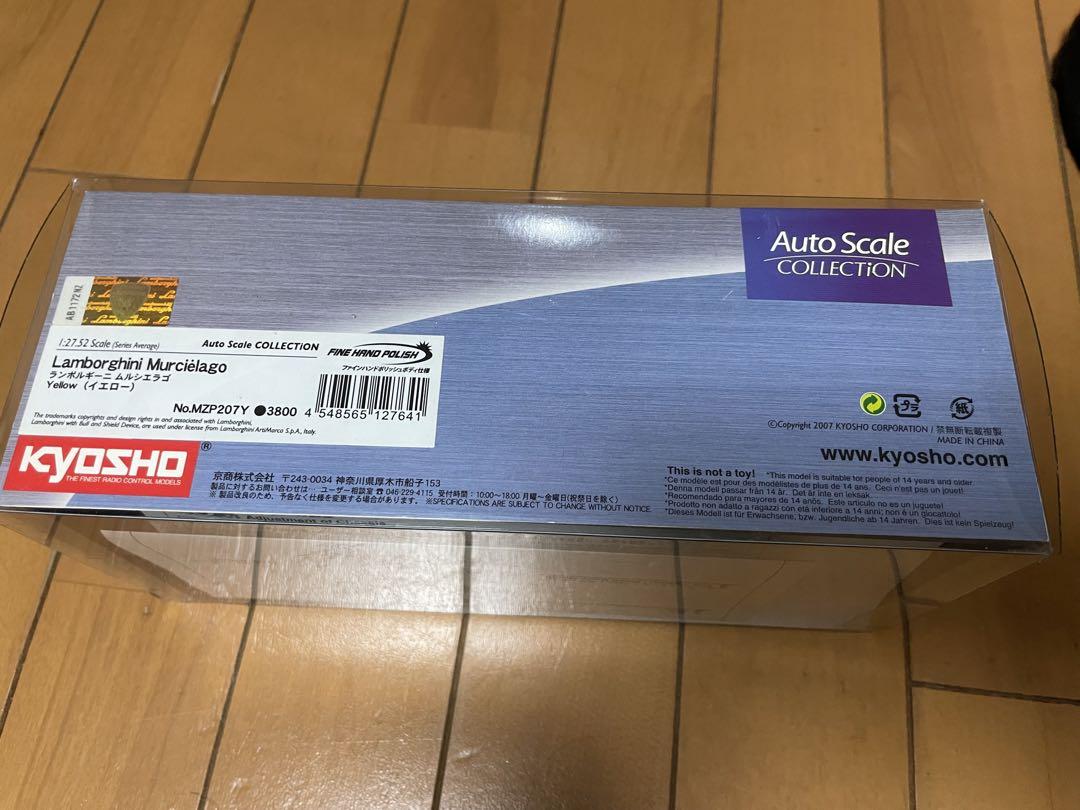 Auto Scale
COLLECTiON
AB1172NZ
Lamborghini
1:27.52 Scale (Series Average)
Auto Scale COLLECTiON
FINE HAND POLISH
ファインハンドポリッシュボディ仕様
Lamborghini Murciélago
ランボルギーニ ムルシエラゴ
Yellow（イエロー）
No.MZP207Y ●3800
4 548565 127641
The trademarks copyrights and design rights in and associated with Lamborghini,
Lamborghini with Bull and Shield Device, are used under license from Lamborghini ArtiMarca S.p.A., Italy.
KYOSHO®
THE FINEST RADIO CONTROL MODELS
京商株式会社 〒243-0034 神奈川県厚木市船子153
製品に対するお問い合わせは… ユーザー相談室 ☎ 046-229-4115 受付時間：10:00〜18:00 月曜〜金曜日(祝祭日を除く)
※ 製品改良のため、予告なく仕様を変更する場合があります。※SPECIFICATIONS ARE SUBJECT TO CHANGE WITHOUT NOTICE.
プラ
紙
©Copyright 2007 KYOSHO CORPORATION / 禁無断転載複製
MADE IN CHINA
www.kyosho.com
This is not a toy! *This model is suitable for people of 14 years and older.
*Ce modèle est pour des modélistes de plus de 14 ans. Ceci n'est pas un jouet!
*Denna modell passar från 14 år. Det är inte en leksak.
*Recomendado para mayores de 14 años. Este articulo no es un juguete!
*Prodotto non adatto a ragazzi con età inferiore a 14 anni; non è un giocattolo!
*Dieses Modell ist für Erwachsene, bzw. Jugendliche ab 14 Jahren. Dies ist kein Spielzeug!
Adjustment of Chassis